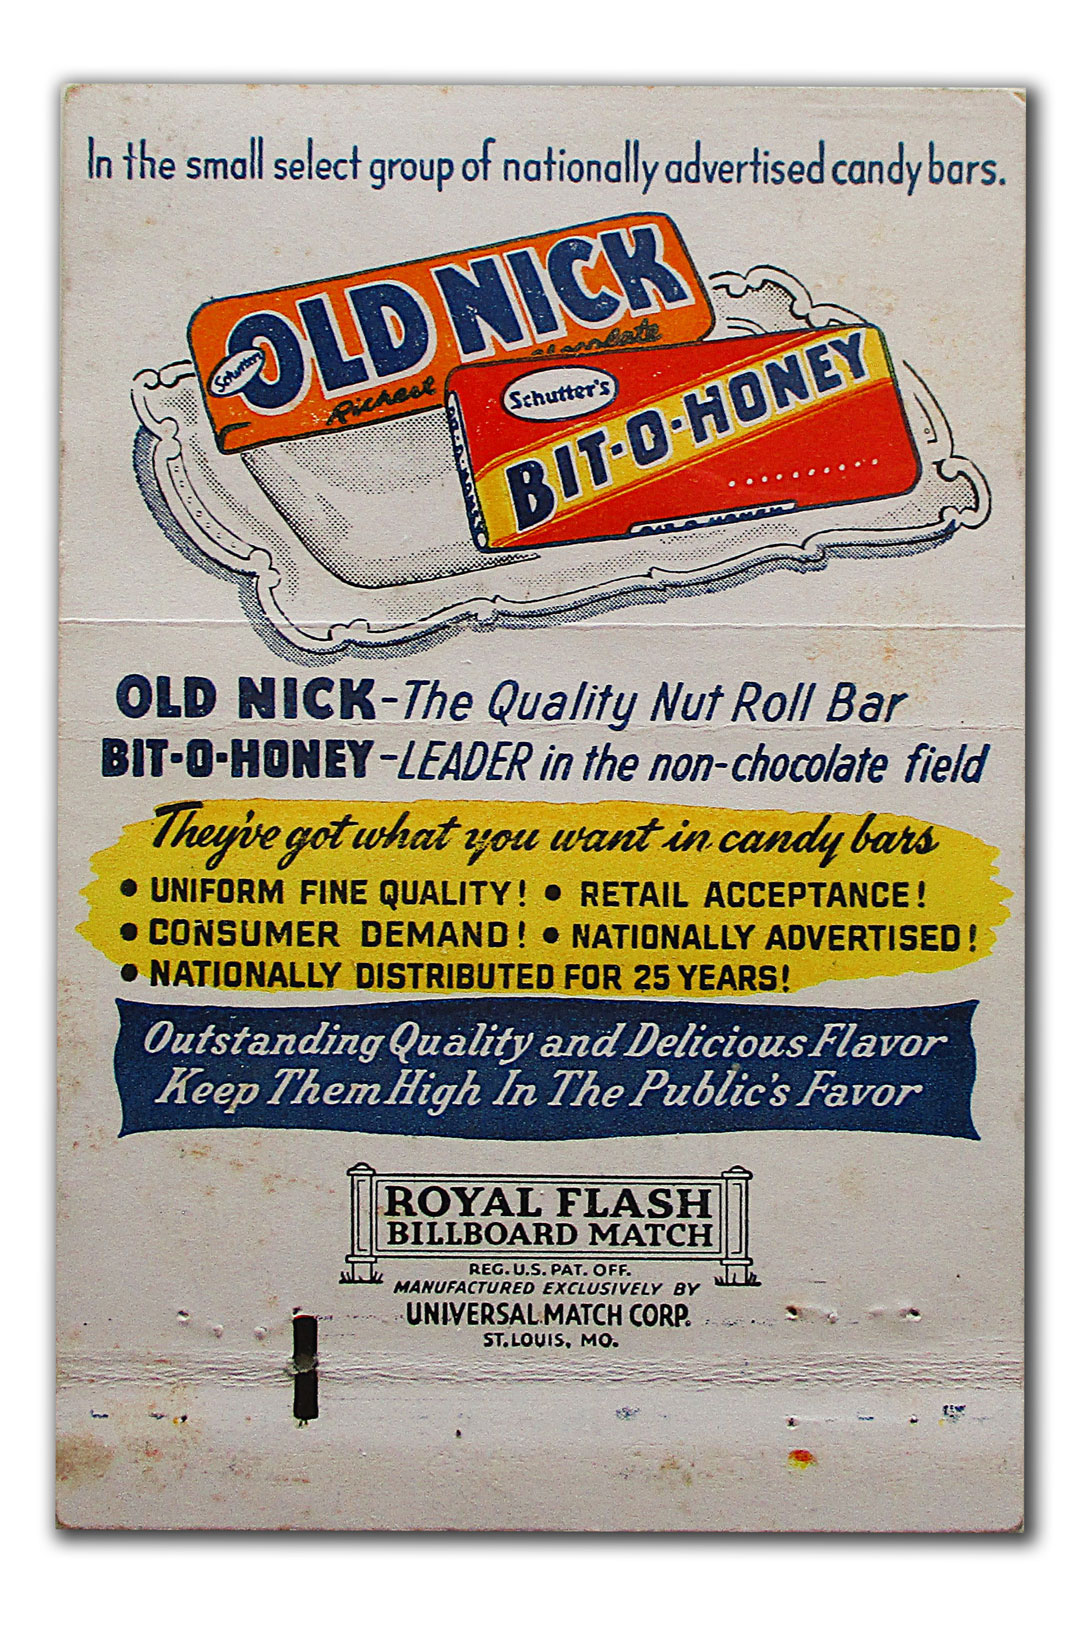 In the small select group of nationally advertised candy bars.
OLD NICK
Schutter's
Richest
Schutter's
BIT-O-HONEY
OLD NICK-The Quality Nut Roll Bar
BIT-O-HONEY-LEADER in the non-chocolate field
They've got what you want in candy bars
• UNIFORM FINE QUALITY! • RETAIL ACCEPTANCE!
• CONSUMER DEMAND! • NATIONALLY ADVERTISED!
• NATIONALLY DISTRIBUTED FOR 25 YEARS!
Outstanding Quality and Delicious Flavor
Keep Them High In The Public's Favor
ROYAL FLASH
BILLBOARD MATCH
REG. U.S. PAT. OFF.
MANUFACTURED EXCLUSIVELY BY
UNIVERSAL MATCH CORP.
ST. LOUIS, MO.